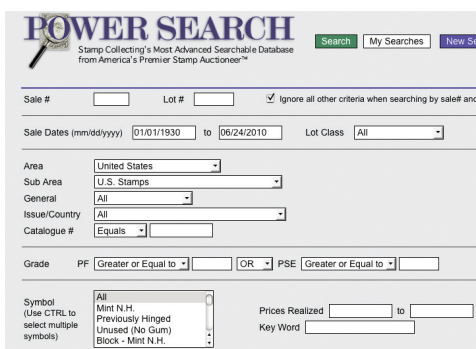 POWER SEARCH
Stamp Collecting's Most Advanced Searchable Database
from America's Premier Stamp Auctioneer™
Search My Searches New Se
Sale # Lot # Ignore all other criteria when searching by sale# and
Sale Dates (mm/dd/yyyy) 01/01/1930 to 06/24/2010 Lot Class All
Area United States
Sub Area U.S. Stamps
General All
Issue/Country All
Catalogue # Equals
Grade PF Greater or Equal to OR PSE Greater or Equal to
Symbol
(Use CTRL to
select multiple
symbols)
All
Mint N.H.
Previously Hinged
Unused (No Gum)
Block - Mint N.H.
Prices Realized to
Key Word